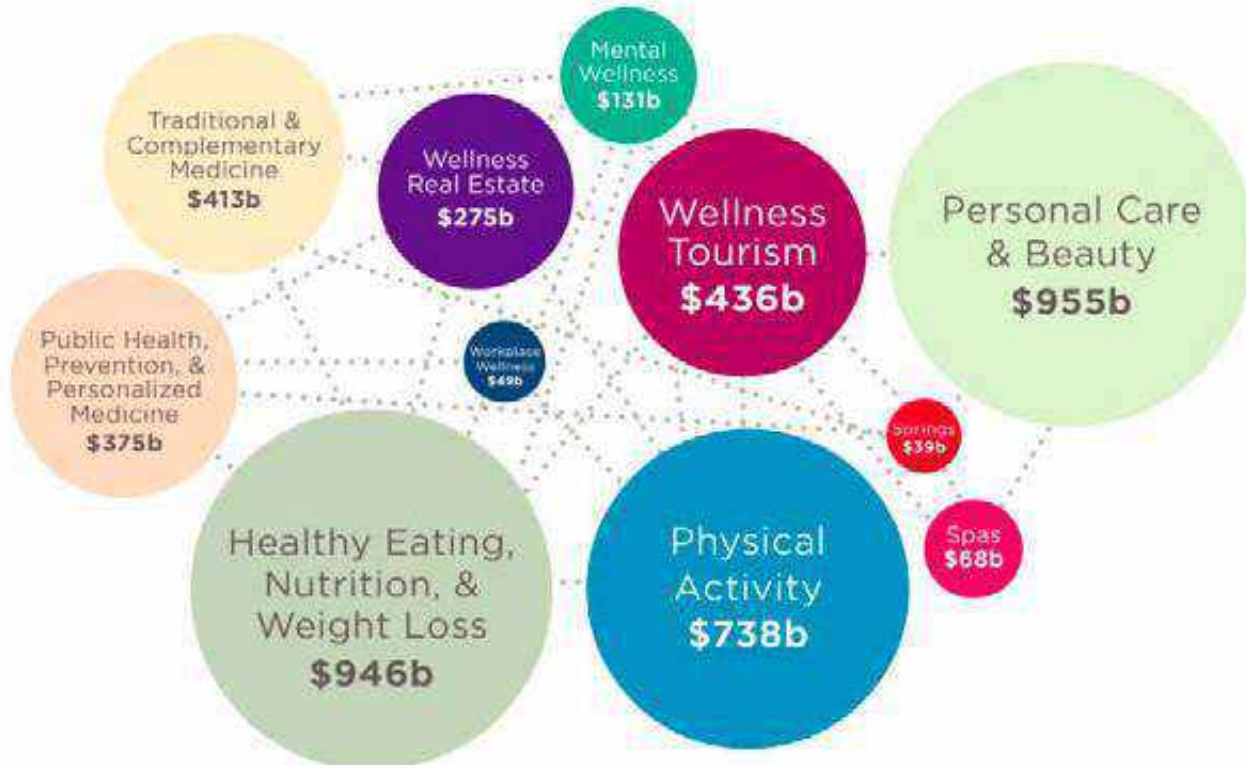 Mental
Wellness
$131b
Traditional &
Complementary
Medicine
$413b
Wellness
Real Estate
$275b
Wellness
Tourism
$436b
Personal Care
& Beauty
$955b
Public Health,
Prevention, &
Personalized
Medicine
$375b
Workplace
Wellness
$49b
Springs
$39b
Healthy Eating,
Nutrition, &
Weight Loss
$946b
Physical
Activity
$738b
Spas
$68b